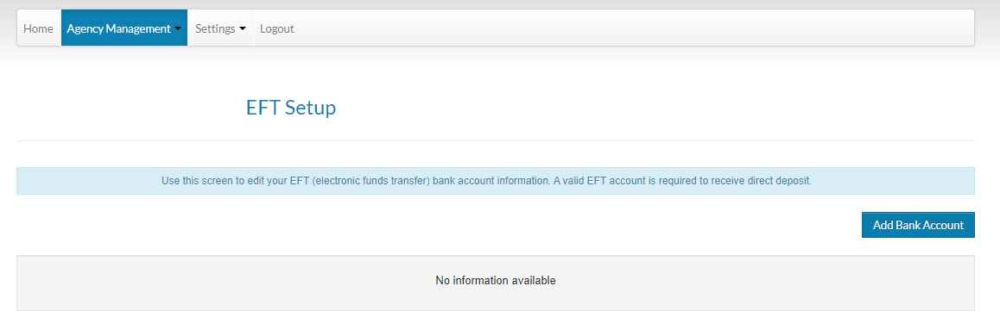 Home Agency Management Settings Logout
EFT Setup
Use this screen to edit your EFT (electronic funds transfer) bank account information. A valid EFT account is required to receive direct deposit.
Add Bank Account
No information available